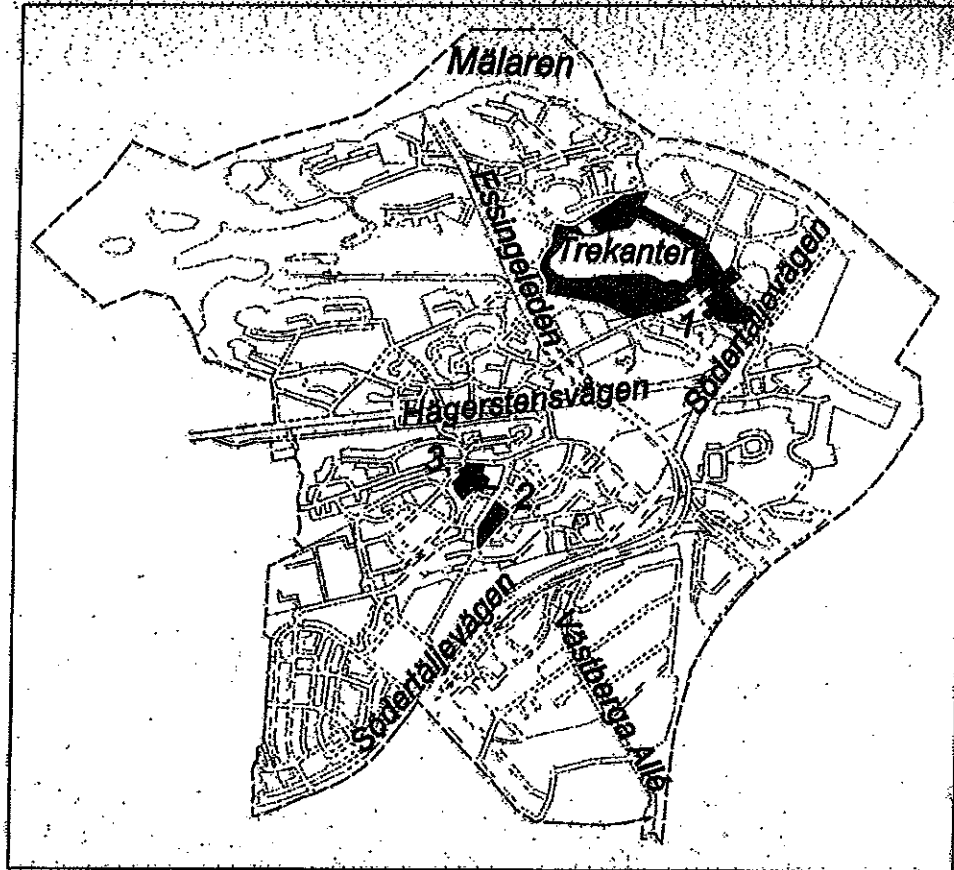 Mälaren
Essingeleden
Trekanten
1
Södertäljevägen
Hägerstensvägen
3
2
Södertäljevägen
Västberga Allé